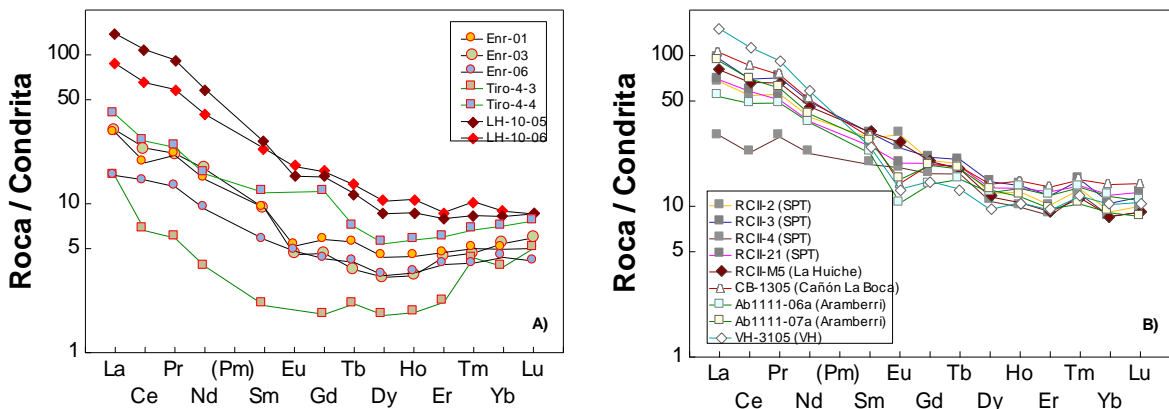 Roca / Condrita
100
50
10
5
1
Enr-01
Enr-03
Enr-06
Tiro-4-3
Tiro-4-4
LH-10-05
LH-10-06
A)
La Pr (Pm) Eu Tb Ho Tm Lu
Ce Nd Sm Gd Dy Er Yb
Roca / Condrita
100
50
10
5
1
RCII-2 (SPT)
RCII-3 (SPT)
RCII-4 (SPT)
RCII-21 (SPT)
RCII-M5 (La Huiche)
CB-1305 (Cañón La Boca)
Ab1111-06a (Aramberri)
Ab1111-07a (Aramberri)
VH-3105 (VH)
B)
La Pr (Pm) Eu Tb Ho Tm Lu
Ce Nd Sm Gd Dy Er Yb